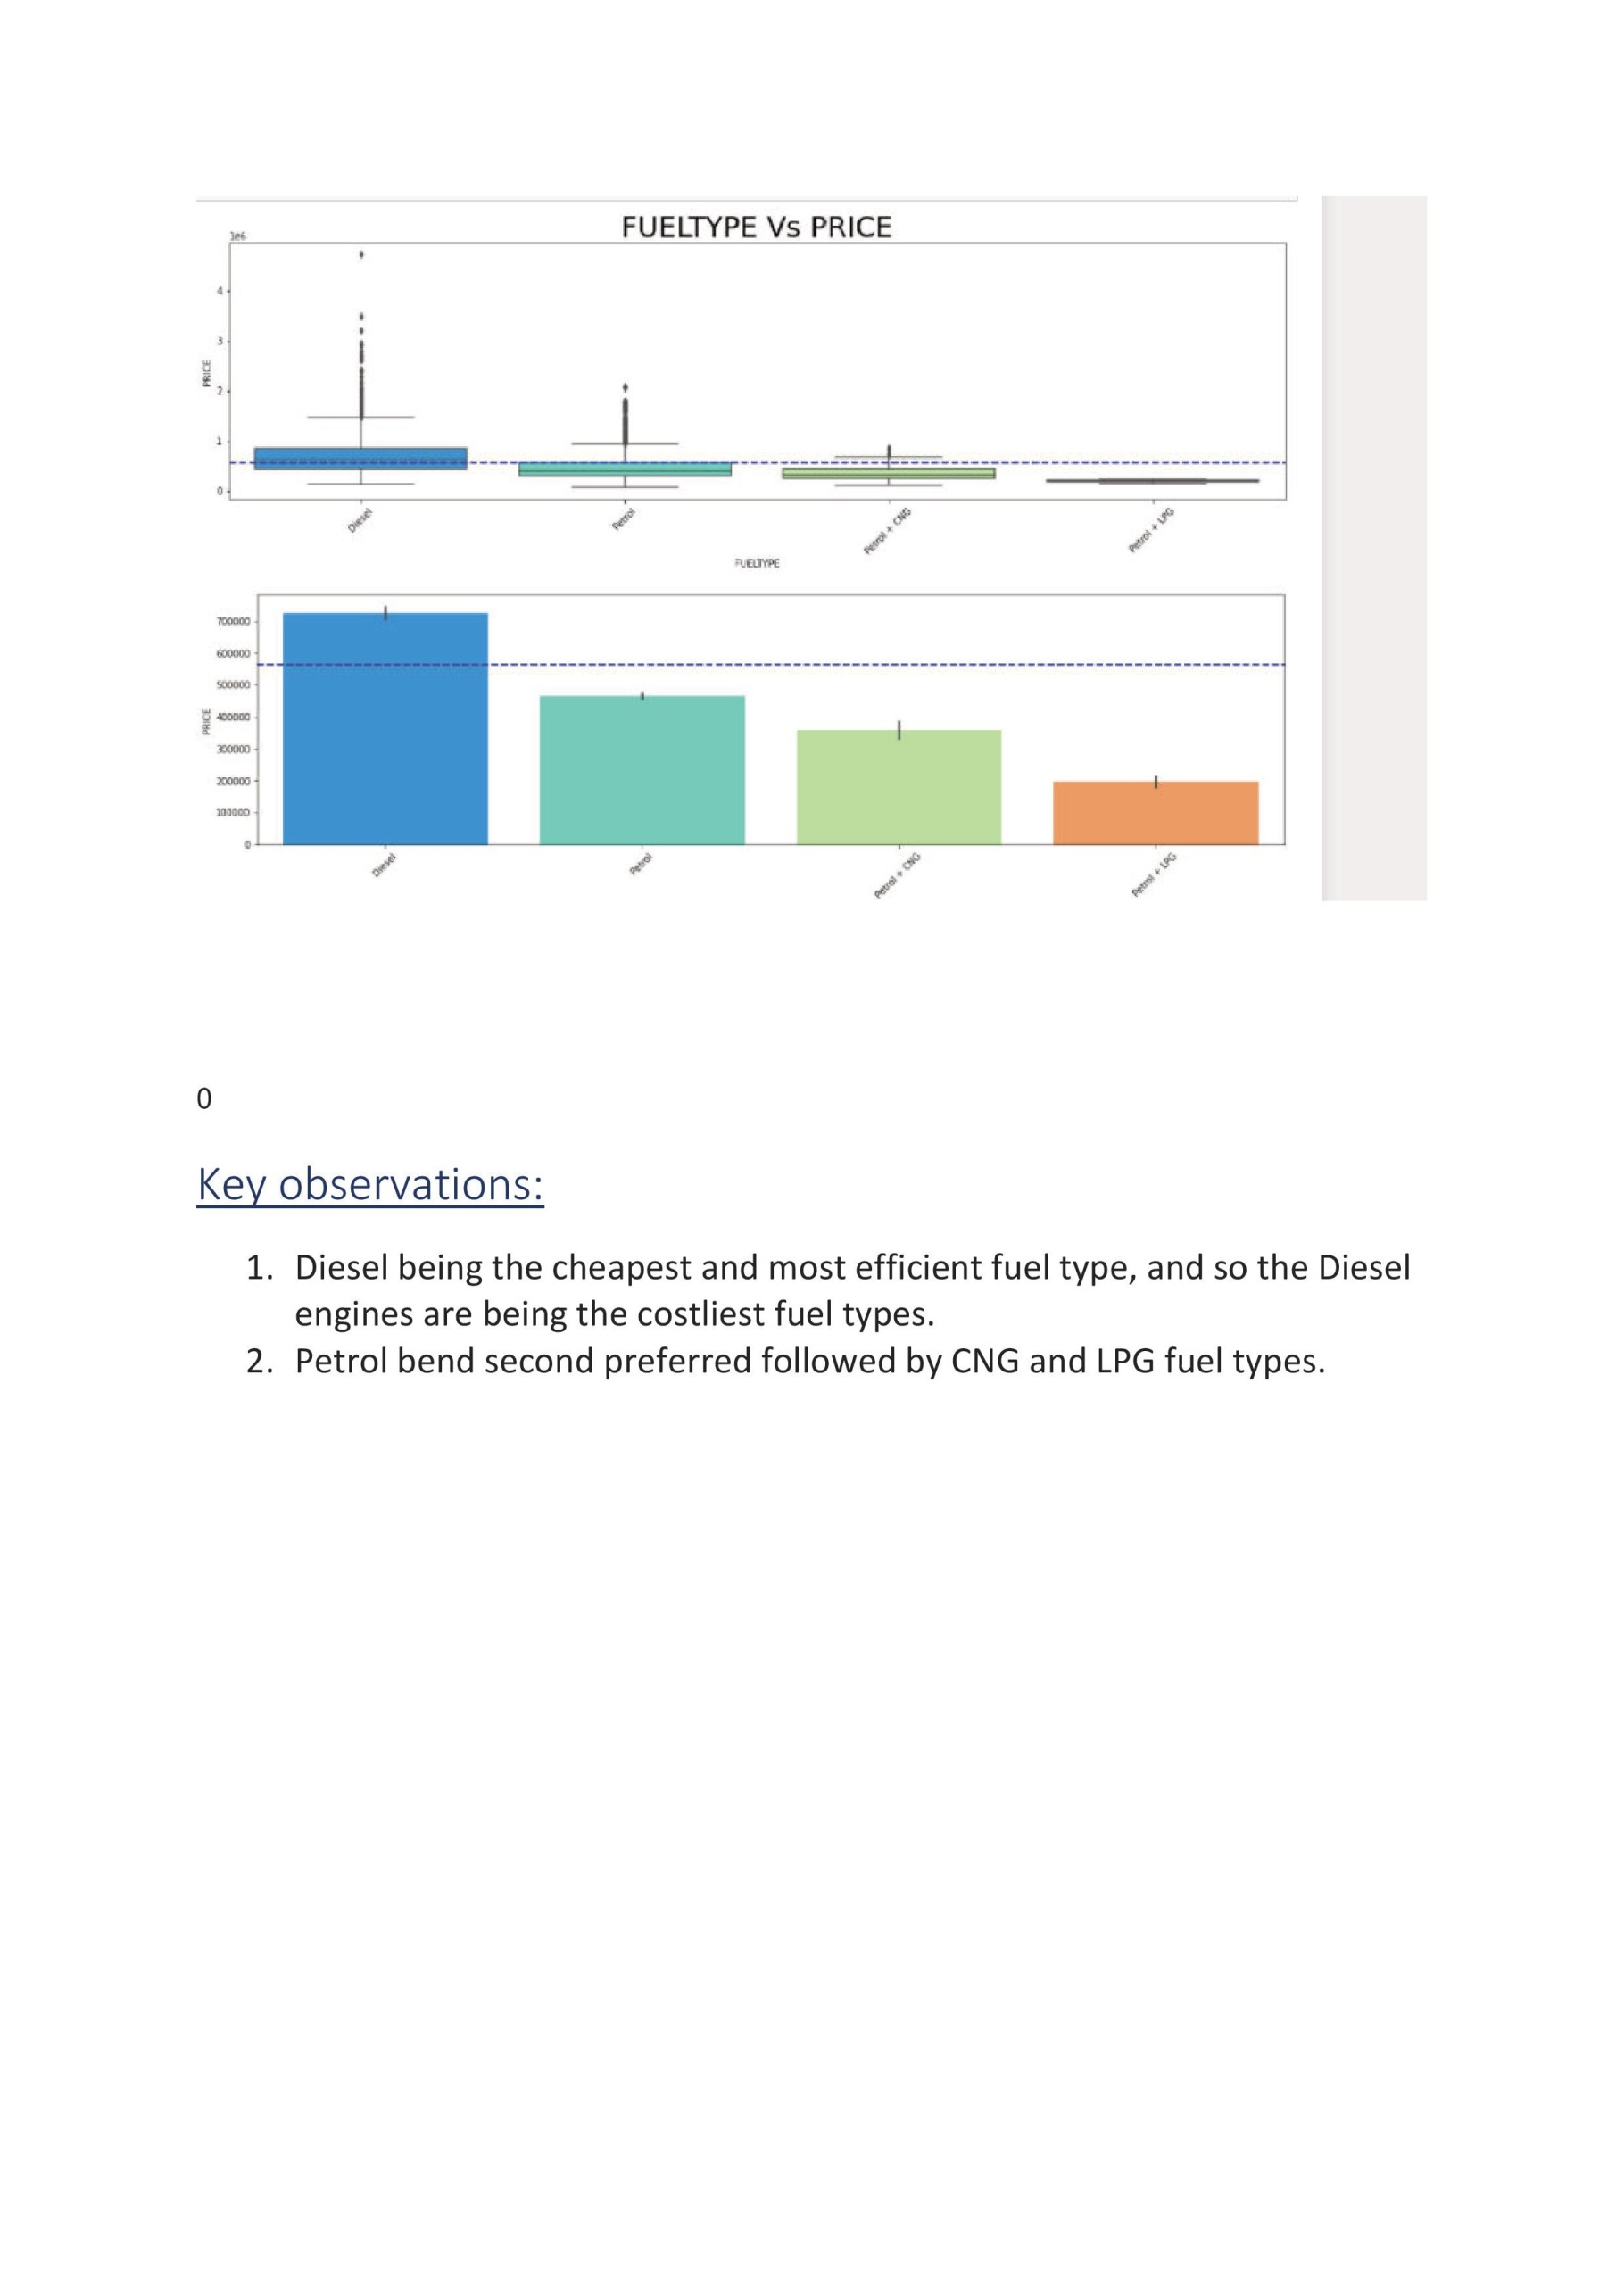 FUELTYPE Vs PRICE
1e6
4
3
2
1
0
PRICE
Diesel
Petrol
Petrol + CNG
Petrol + LPG
FUELTYPE
700000
600000
500000
400000
300000
200000
100000
0
PRICE
Diesel
Petrol
Petrol + CNG
Petrol + LPG
0
Key observations:
1. Diesel being the cheapest and most efficient fuel type, and so the Diesel
engines are being the costliest fuel types.
2. Petrol bend second preferred followed by CNG and LPG fuel types.